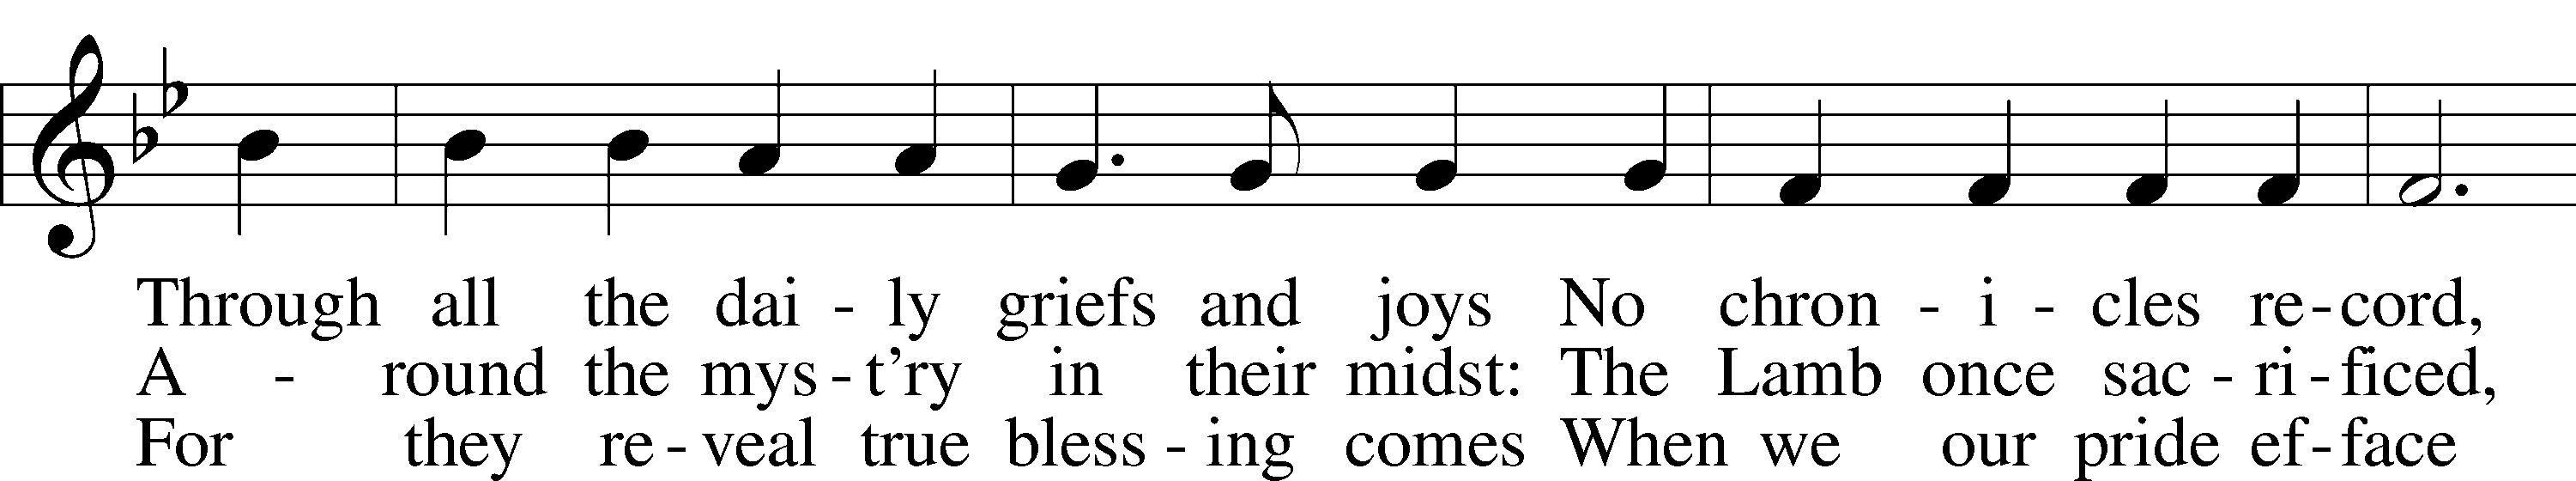 Through all the dai - ly griefs and joys No chron - i - cles re - cord,
A - round the mys - t'ry in their midst: The Lamb once sac - ri - ficed,
For they re - veal true bless - ing comes When we our pride ef - face